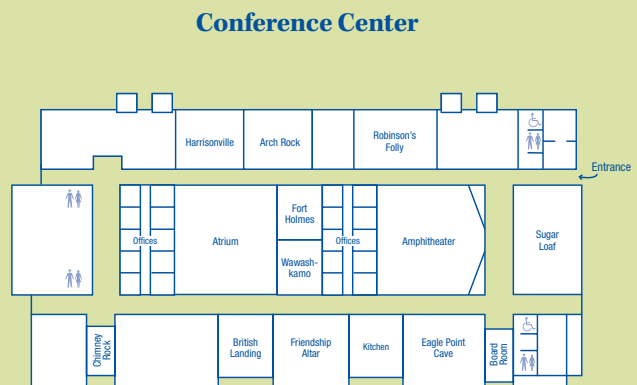 Conference Center
Harrisonville
Arch Rock
Robinson's
Folly
Entrance
Offices
Atrium
Fort
Holmes
Wawash-
kamo
Offices
Amphitheater
Sugar
Loaf
Chimney
Rock
British
Landing
Friendship
Altar
Kitchen
Eagle Point
Cave
Board
Room